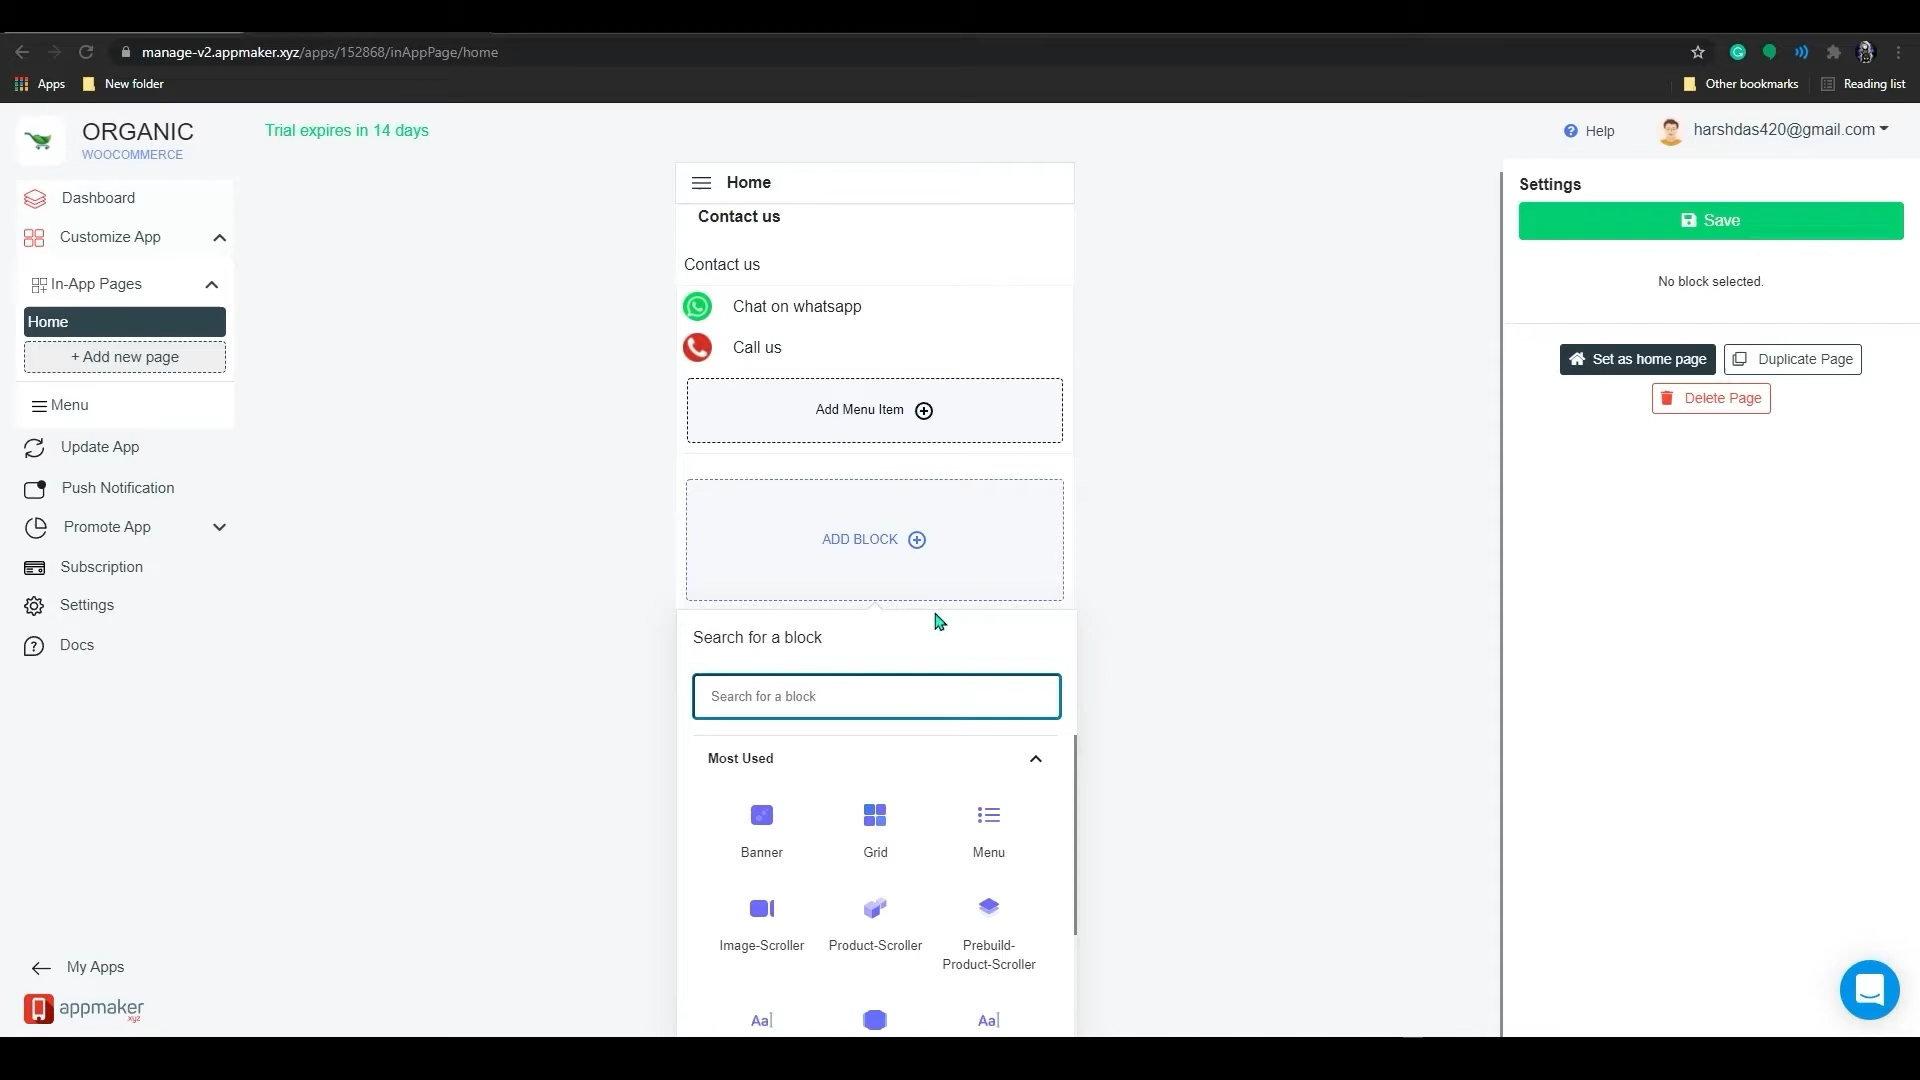 manage-v2.appmaker.xyz/apps/152868/inAppPage/home
Apps
New folder
Other bookmarks
Reading list
ORGANIC
WOOCOMMERCE
Trial expires in 14 days
Help
harshdas420@gmail.com
Dashboard
Customize App
In-App Pages
Home
+ Add new page
Menu
Update App
Push Notification
Promote App
Subscription
Settings
Docs
My Apps
appmaker
xyz
Home
Contact us
Contact us
Chat on whatsapp
Call us
Add Menu Item
ADD BLOCK
Search for a block
Search for a block
Most Used
Banner
Grid
Menu
Image-Scroller
Product-Scroller
Prebuild-
Product-Scroller
Aa
Aa
Settings
Save
No block selected.
Set as home page
Duplicate Page
Delete Page